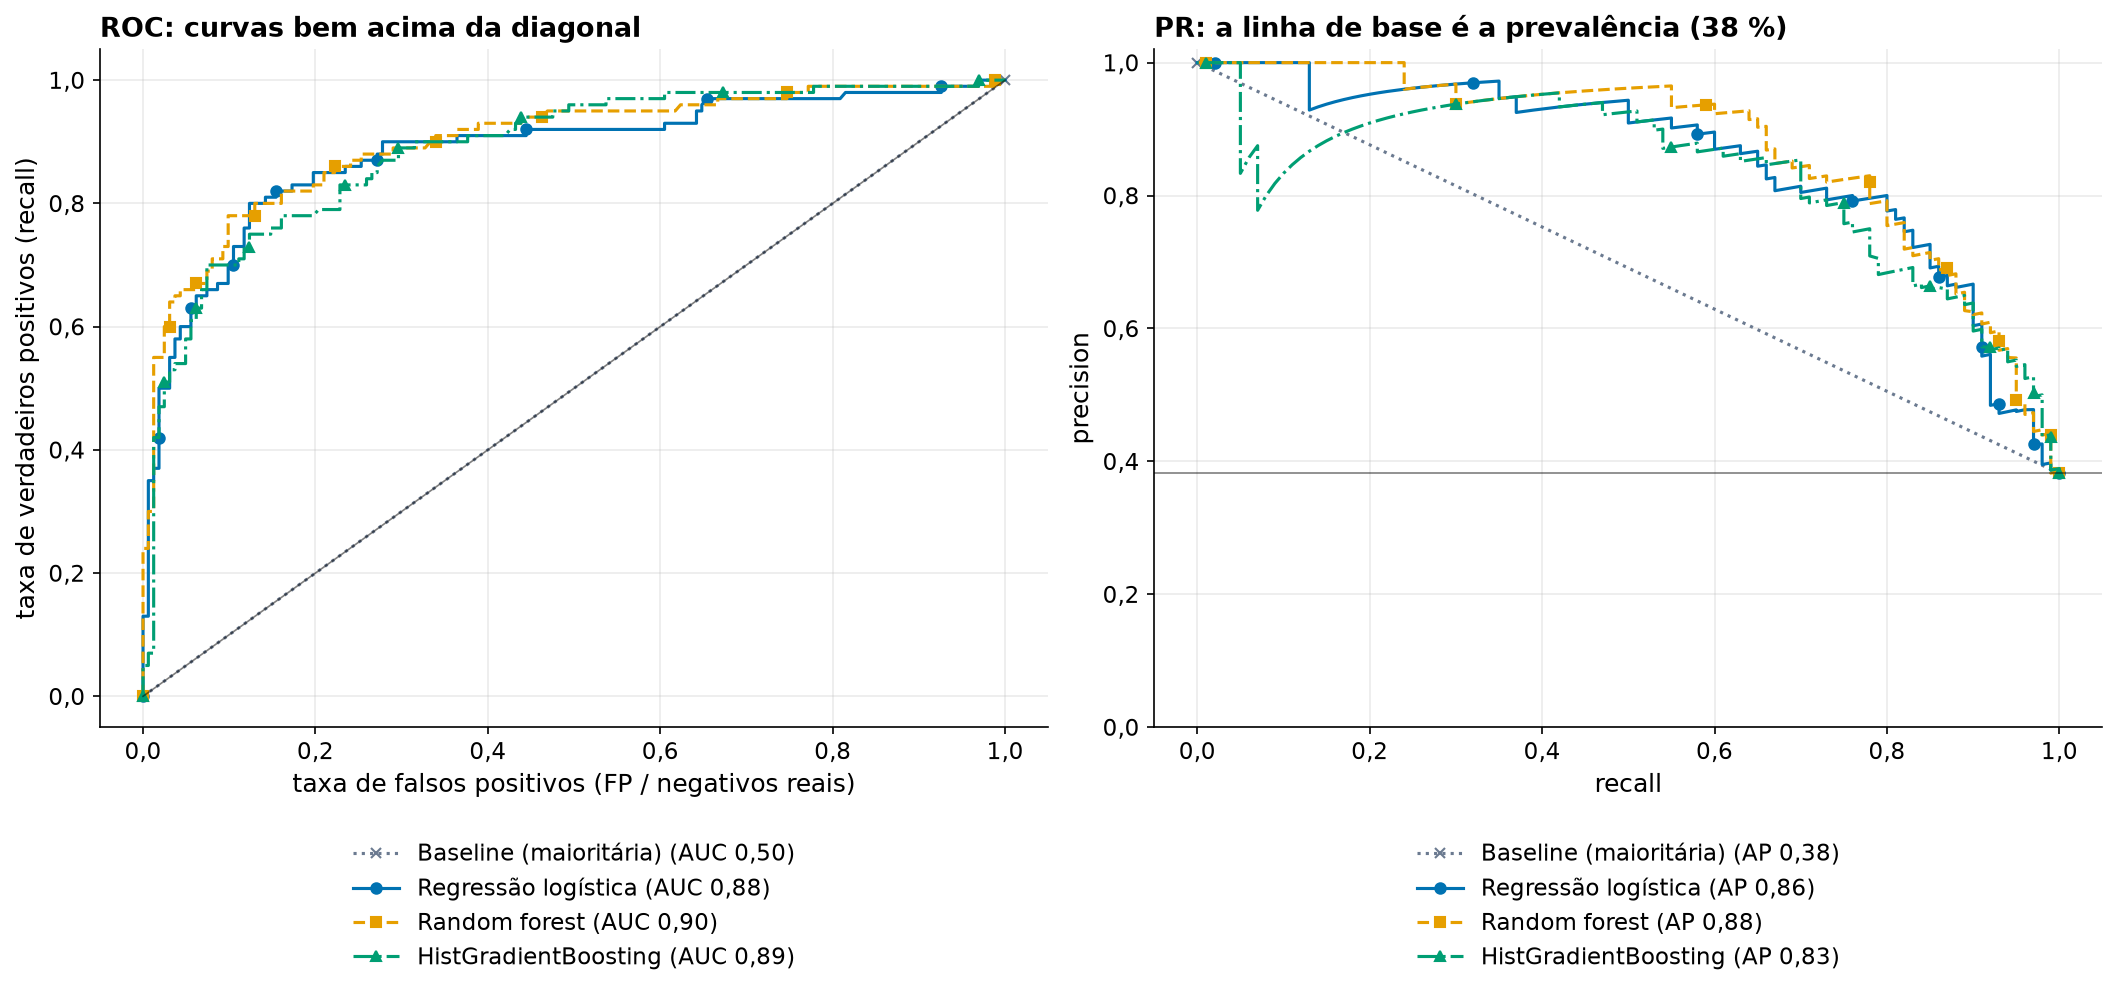 ROC: curvas bem acima da diagonal
taxa de verdadeiros positivos (recall)
1,0
0,8
0,6
0,4
0,2
0,0
0,0 0,2 0,4 0,6 0,8 1,0
taxa de falsos positivos (FP / negativos reais)
Baseline (maioritária) (AUC 0,50)
Regressão logística (AUC 0,88)
Random forest (AUC 0,90)
HistGradientBoosting (AUC 0,89)
PR: a linha de base é a prevalência (38 %)
precision
1,0
0,8
0,6
0,4
0,2
0,0
0,0 0,2 0,4 0,6 0,8 1,0
recall
Baseline (maioritária) (AP 0,38)
Regressão logística (AP 0,86)
Random forest (AP 0,88)
HistGradientBoosting (AP 0,83)